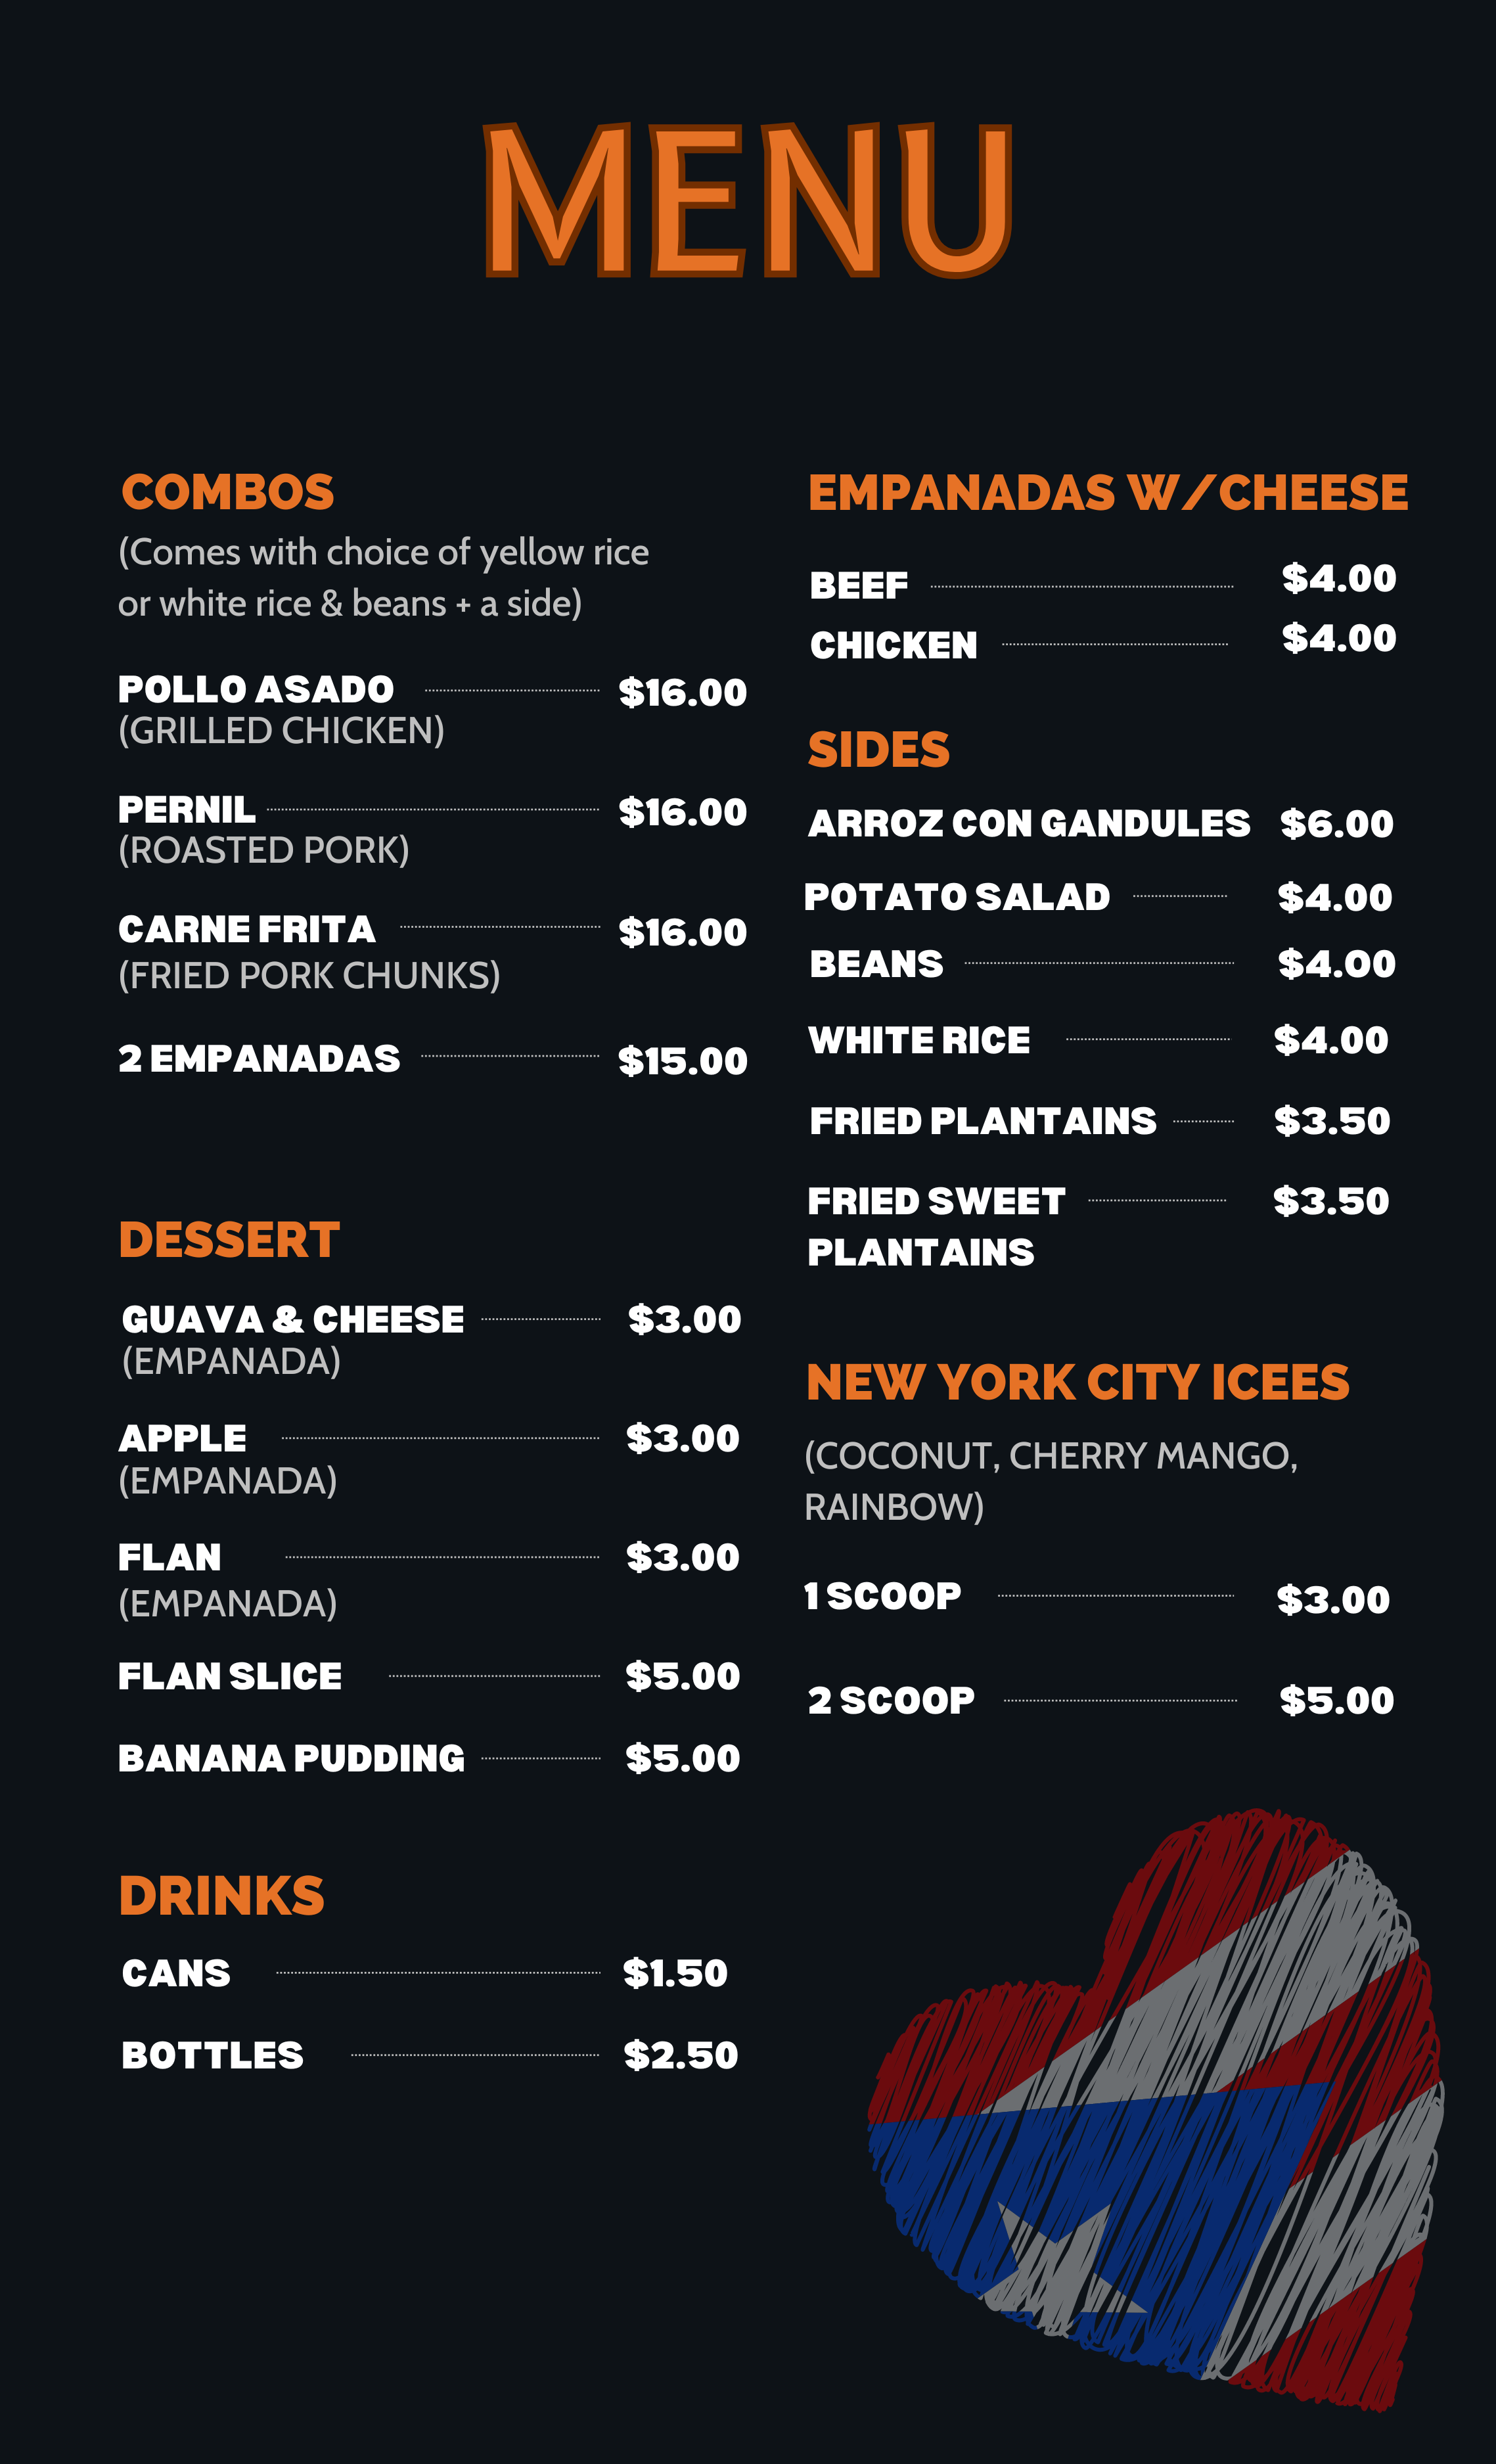 MENU
COMBOS
(Comes with choice of yellow rice
or white rice & beans + a side)
POLLO ASADO $16.00
(GRILLED CHICKEN)
PERNIL $16.00
(ROASTED PORK)
CARNE FRITA $16.00
(FRIED PORK CHUNKS)
2 EMPANADAS $15.00
DESSERT
GUAVA & CHEESE $3.00
(EMPANADA)
APPLE $3.00
(EMPANADA)
FLAN $3.00
(EMPANADA)
FLAN SLICE $5.00
BANANA PUDDING $5.00
DRINKS
CANS $1.50
BOTTLES $2.50
EMPANADAS W/CHEESE
BEEF $4.00
CHICKEN $4.00
SIDES
ARROZ CON GANDULES $6.00
POTATO SALAD $4.00
BEANS $4.00
WHITE RICE $4.00
FRIED PLANTAINS $3.50
FRIED SWEET $3.50
PLANTAINS
NEW YORK CITY ICEES
(COCONUT, CHERRY MANGO,
RAINBOW)
1 SCOOP $3.00
2 SCOOP $5.00